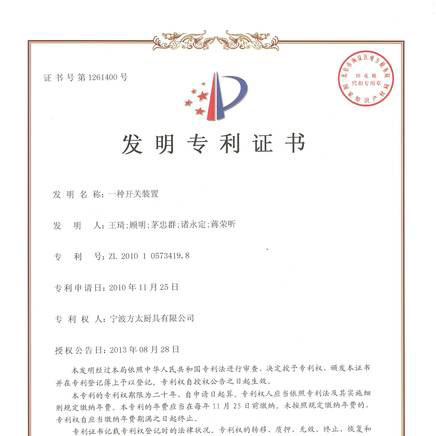 证书号第1261400号
发明专利证书
发 明 名 称:一种开关装置
发 明 人:王琦;顾明;茅忠群;诸永定;蒋荣昕
专 利 号:ZL 2010 1 0573419.8
专利申请日:2010年11月25日
专 利 权 人:宁波方太厨具有限公司
授权公告日:2013年08月28日
本发明经过本局依照中华人民共和国专利法进行审查，决定授予专利权，颁发本证书
并在专利登记簿上予以登记。专利权自授权公告之日起生效。
本专利的专利权期限为二十年，自申请日起算。专利权人应当依照专利法及其实施细
则规定缴纳年费。本专利的年费应当在每年11月25日前缴纳。未按照规定缴纳年费的，
专利权自应当缴纳年费期满之日起终止。
专利证书记载专利权登记时的法律状况。专利权的转移、质押、无效、终止、恢复和